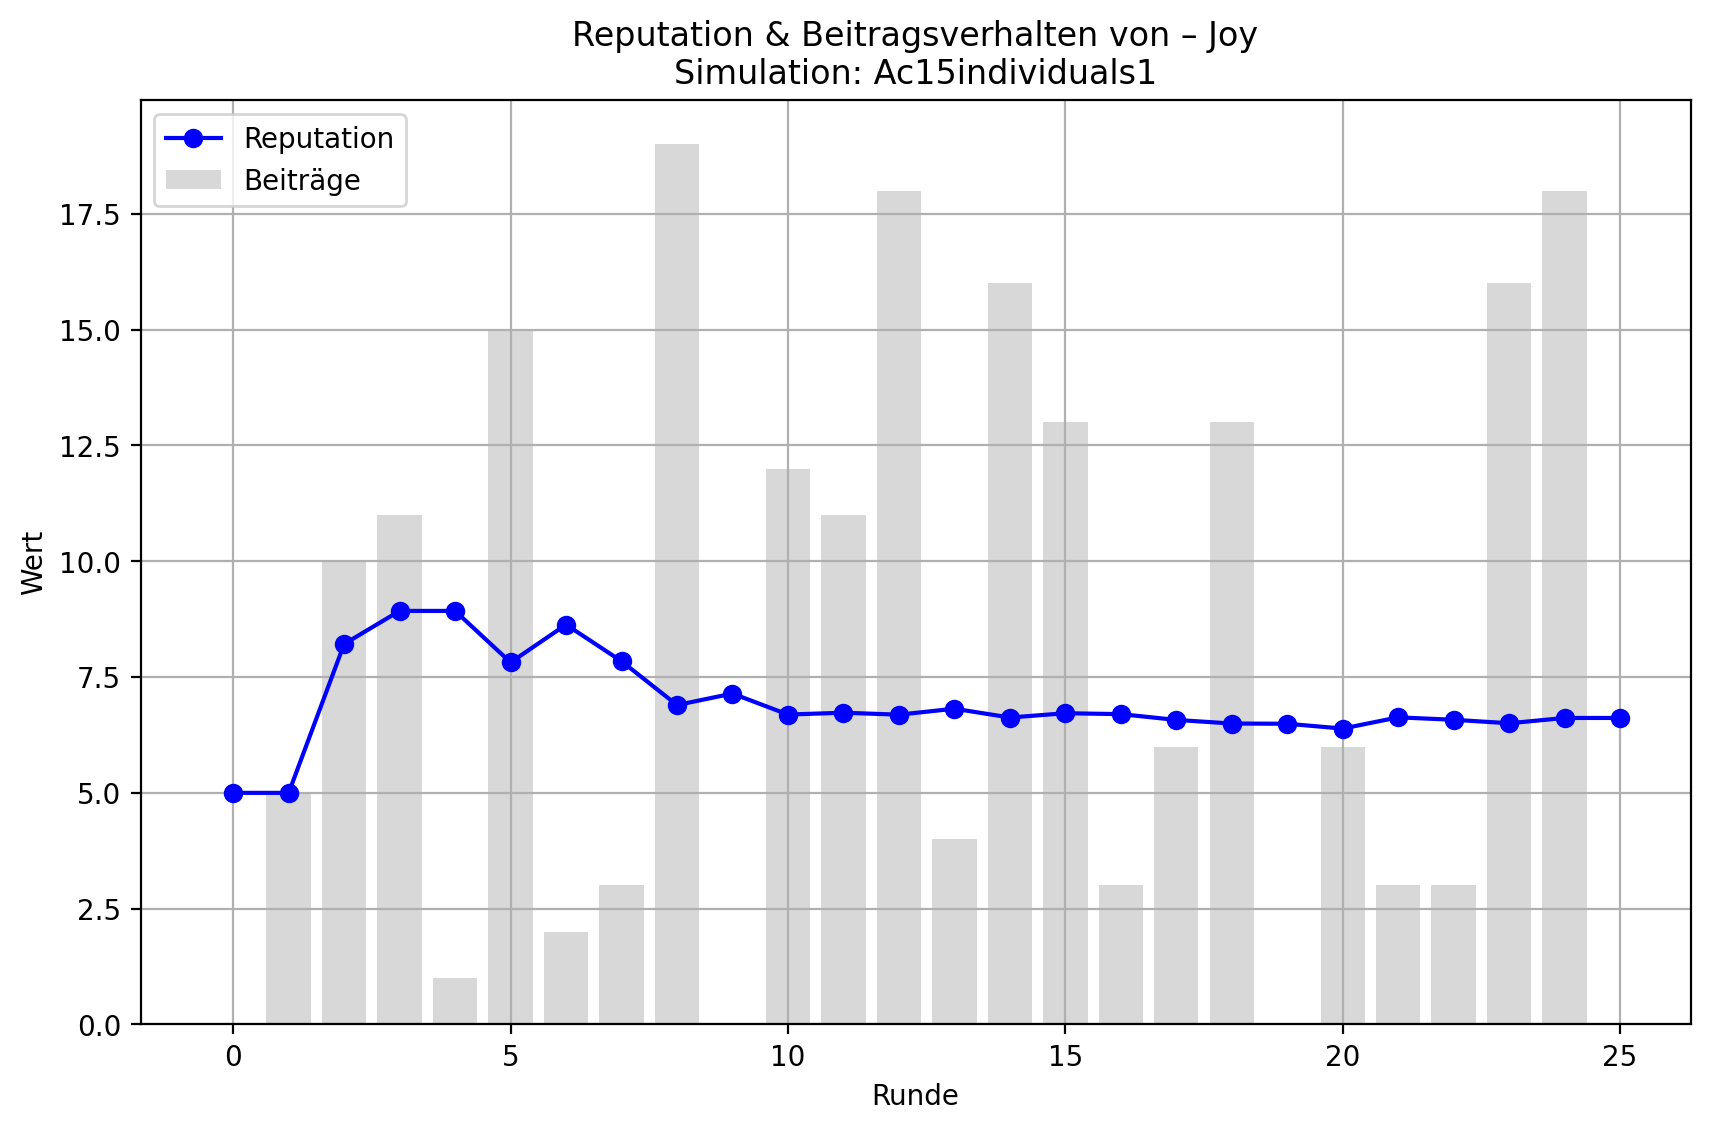 Reputation & Beitragsverhalten von – Joy
Simulation: Ac15individuals1
Reputation
Beiträge
17.5
15.0
12.5
10.0
7.5
5.0
2.5
0.0
Wert
0 5 10 15 20 25
Runde